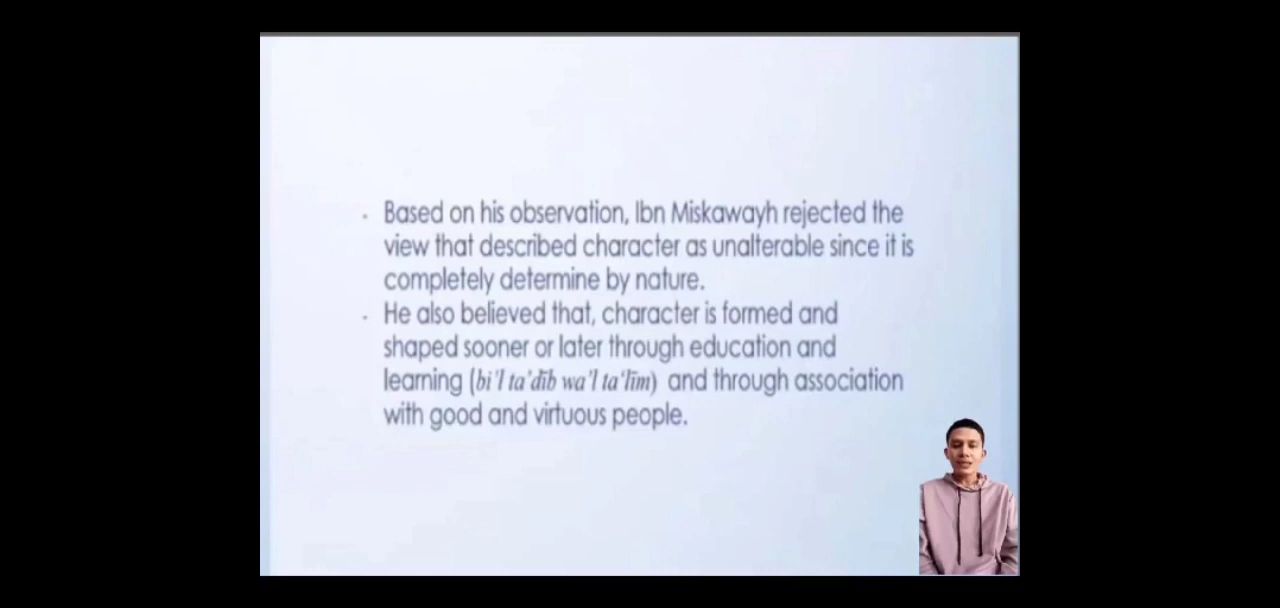 · Based on his observation, Ibn Miskawayh rejected the
view that described character as unalterable since it is
completely determine by nature.
· He also believed that, character is formed and
shaped sooner or later through education and
learning (bi'l ta'dīb wa'l ta‘līm) and through association
with good and virtuous people.